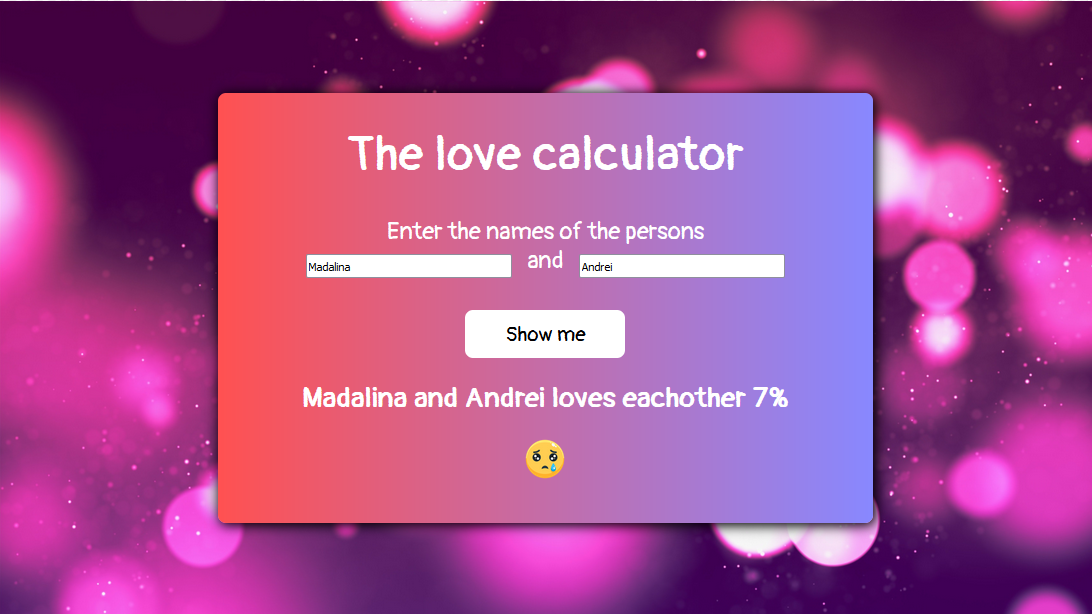 The love calculator
Enter the names of the persons
Madalina and Andrei
Show me
Madalina and Andrei loves eachother 7%